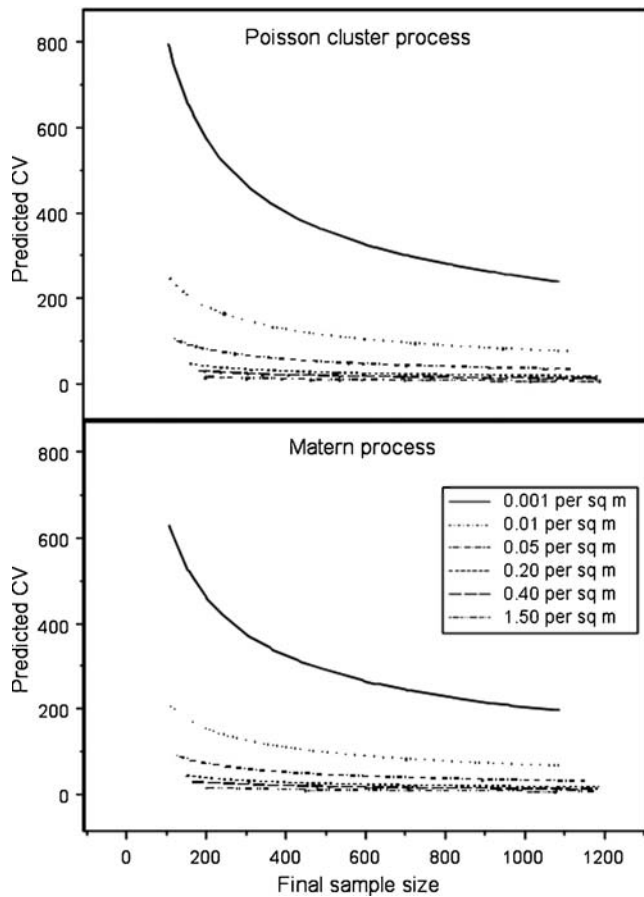 Poisson cluster process
800
600
400
200
0
Predicted CV
Matern process
800
600
400
200
0
Predicted CV
0.001 per sq m
0.01 per sq m
0.05 per sq m
0.20 per sq m
0.40 per sq m
1.50 per sq m
0 200 400 600 800 1000 1200
Final sample size